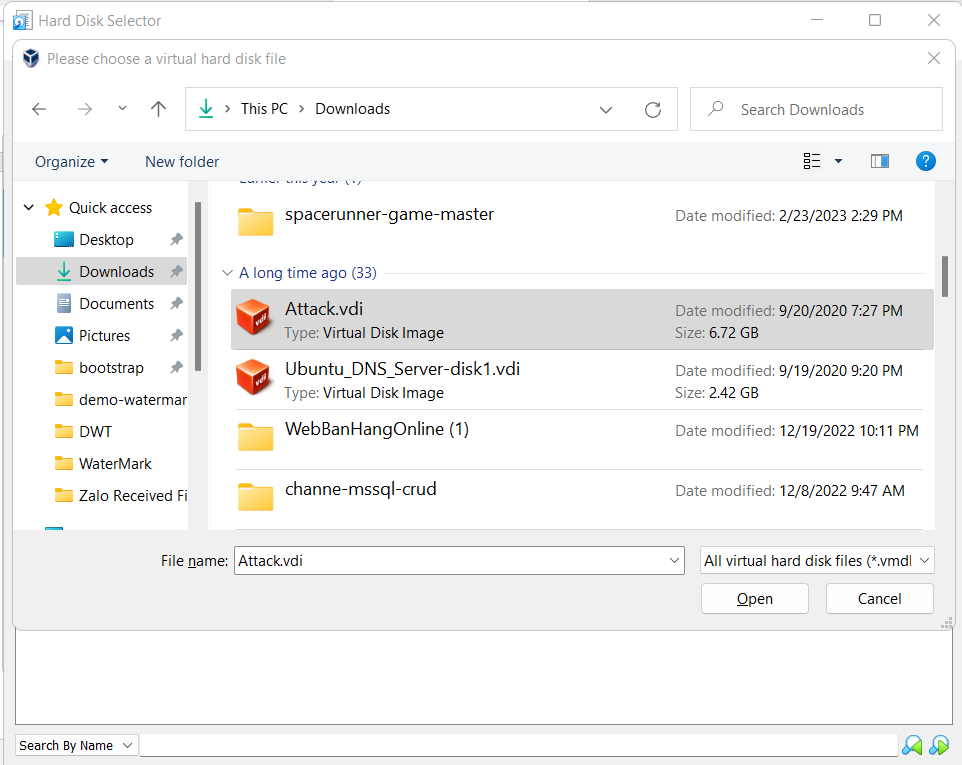 Hard Disk Selector
Please choose a virtual hard disk file
This PC > Downloads
Search Downloads
Organize
New folder
Quick access
Desktop
Downloads
Documents
Pictures
bootstrap
demo-watermar
DWT
WaterMark
Zalo Received Fi
Earlier this year (1)
spacerunner-game-master
Date modified: 2/23/2023 2:29 PM
A long time ago (33)
Attack.vdi
Date modified: 9/20/2020 7:27 PM
Type: Virtual Disk Image
Size: 6.72 GB
Ubuntu_DNS_Server-disk1.vdi
Date modified: 9/19/2020 9:20 PM
Type: Virtual Disk Image
Size: 2.42 GB
WebBanHangOnline (1)
Date modified: 12/19/2022 10:11 PM
channe-mssql-crud
Date modified: 12/8/2022 9:47 AM
File name: Attack.vdi
All virtual hard disk files (*.vmdl
Open
Cancel
Search By Name